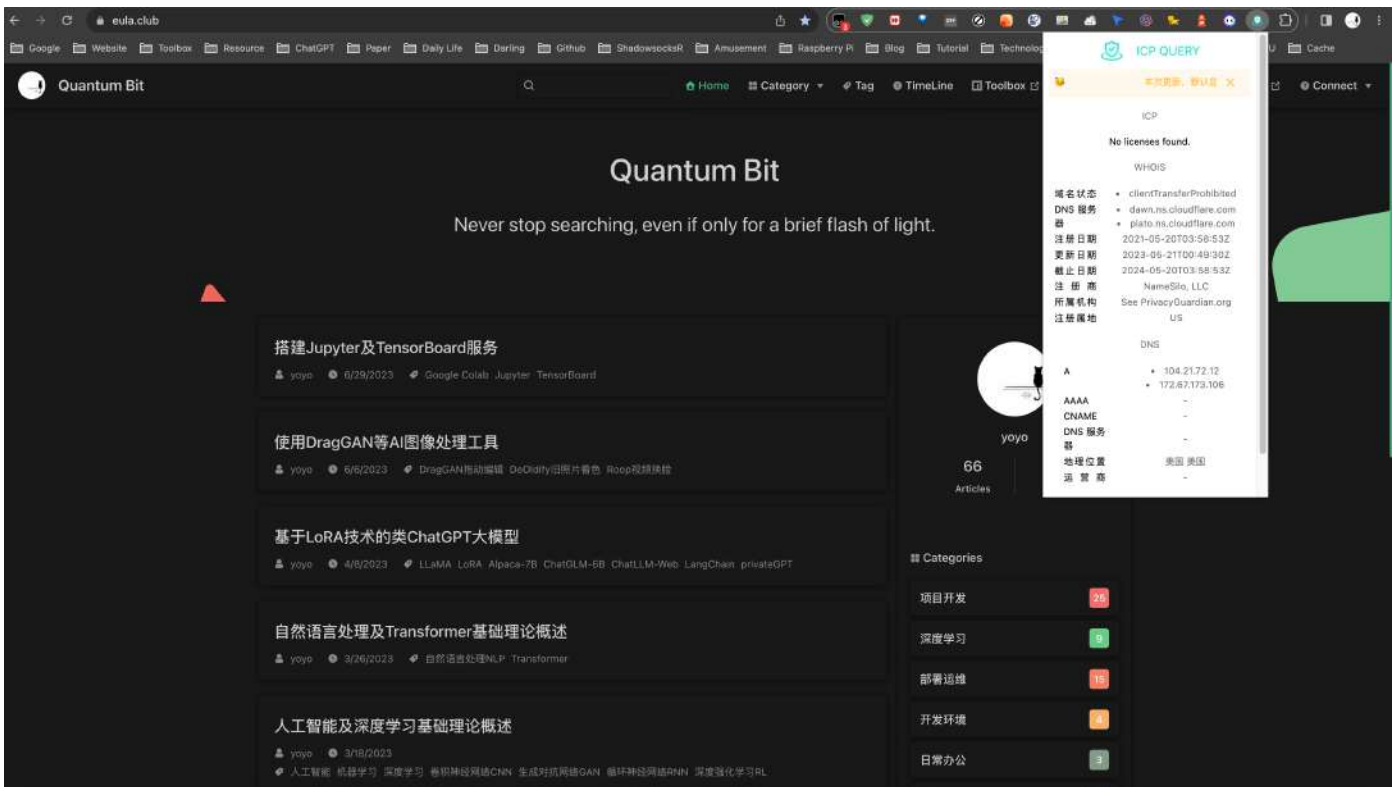 eula.club
Google Website Toolbox Resource ChatGPT Paper Daily Life Darling Github ShadowsocksR Amusement Raspberry Pi Blog Tutorial Cache
Quantum Bit Home Category Tag TimeLine Toolbox Connect
Quantum Bit
Never stop searching, even if only for a brief flash of light.
搭建Jupyter及TensorBoard服务
yoyo 6/29/2023 Google Colab Jupyter TensorBoard
使用DragGAN等AI图像处理工具
yoyo 6/6/2023 DragGAN拖动编辑 DeOldify旧照片着色 Roop视频换脸
基于LoRA技术的类ChatGPT大模型
yoyo 4/8/2023 LLaMA LoRA Alpaca-7B ChatGLM-6B ChatLLM-Web LangChain privateGPT
自然语言处理及Transformer基础理论概述
yoyo 3/26/2023 自然语言处理NLP Transformer
人工智能及深度学习基础理论概述
yoyo 3/18/2023
人工智能 机器学习 深度学习 卷积神经网络CNN 生成对抗网络GAN 循环神经网络RNN 深度强化学习RL
yoyo
66
Articles
Categories
项目开发 26
深度学习 9
部署运维 15
开发环境 4
日常办公 3
ICP QUERY
本次更新，默认显
ICP
No licenses found.
WHOIS
域名状态 • clientTransferProhibited
DNS 服务器 • dawn.ns.cloudflare.com
• plato.ns.cloudflare.com
注册日期 2021-05-20T03:58:53Z
更新日期 2023-05-21T00:49:30Z
截止日期 2024-05-20T03:58:53Z
注册商 NameSilo, LLC
所属机构 See PrivacyGuardian.org
注册属地 US
DNS
A • 104.21.72.12
• 172.67.173.106
AAAA -
CNAME -
DNS 服务器 -
地理位置 美国 美国
运营商 -